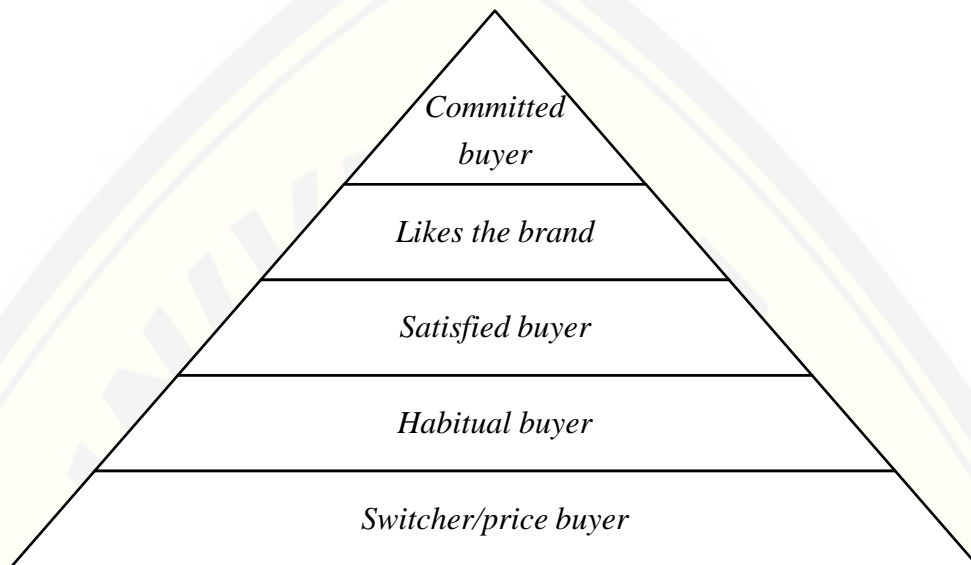 Committed
buyer
Likes the brand
Satisfied buyer
Habitual buyer
Switcher/price buyer